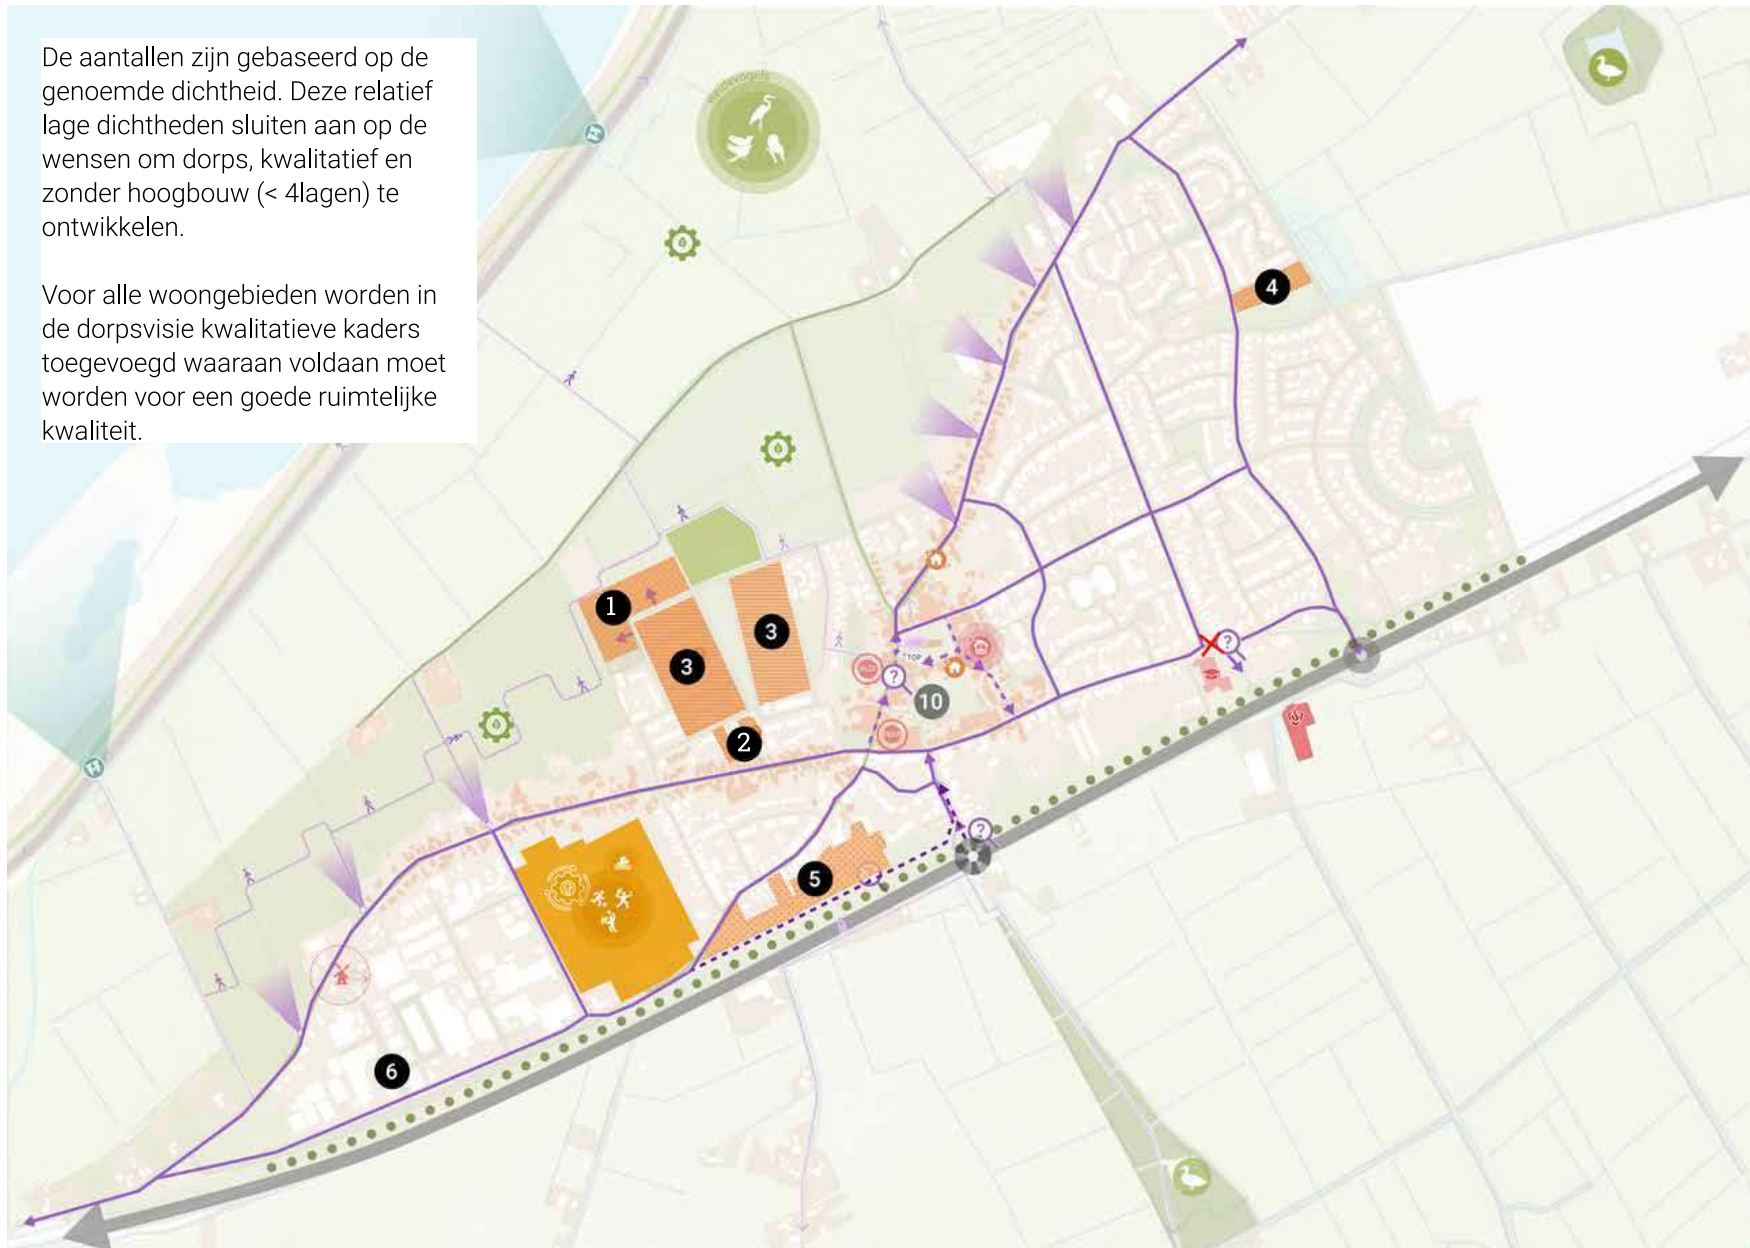 De aantallen zijn gebaseerd op de
genoemde dichtheid. Deze relatief
lage dichtheden sluiten aan op de
wensen om dorps, kwalitatief en
zonder hoogbouw (< 4lagen) te
ontwikkelen.
Voor alle woongebieden worden in
de dorpsvisie kwalitatieve kaders
toegevoegd waaraan voldaan moet
worden voor een goede ruimtelijke
kwaliteit.
weidevogels
H
4
1
3
3
?
TOP
?
10
2
?
H
5
6